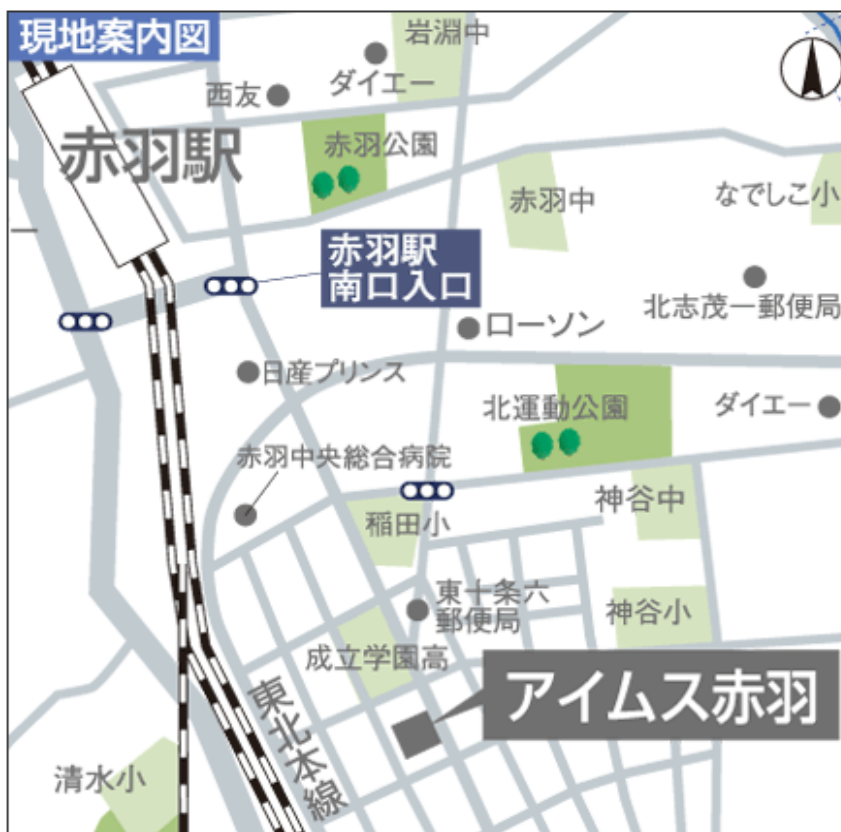 現地案内図
岩淵中
ダイエー
西友
赤羽駅
赤羽公園
赤羽中
なでしこ小
赤羽駅
南口入口
北志茂一郵便局
ローソン
日産プリンス
北運動公園
ダイエー
赤羽中央総合病院
稲田小
神谷中
東十条六
郵便局
神谷小
成立学園高
アイムス赤羽
東北本線
清水小